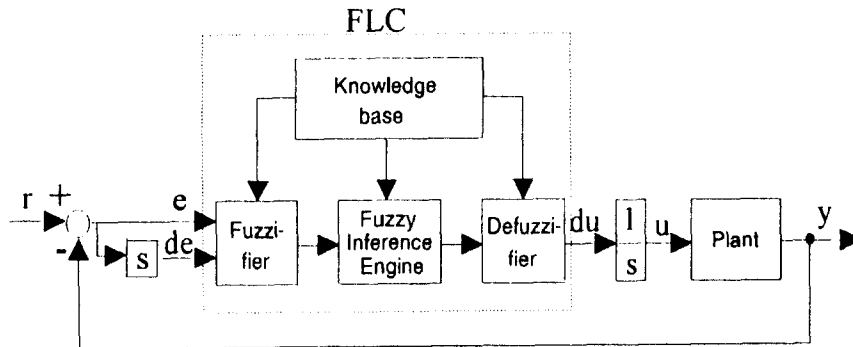 FLC
Knowledge
base
r
+
-
e
s
de
Fuzzi-
fier
Fuzzy
Inference
Engine
Defuzzi-
fier
du
1
s
u
Plant
y